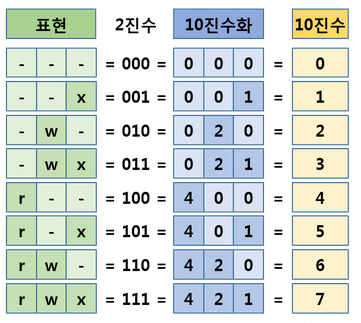 표현 2진수 10진수화 10진수
- - - = 000 = 0 0 0 = 0
- - x = 001 = 0 0 1 = 1
- w - = 010 = 0 2 0 = 2
- w x = 011 = 0 2 1 = 3
r - - = 100 = 4 0 0 = 4
r - x = 101 = 4 0 1 = 5
r w - = 110 = 4 2 0 = 6
r w x = 111 = 4 2 1 = 7